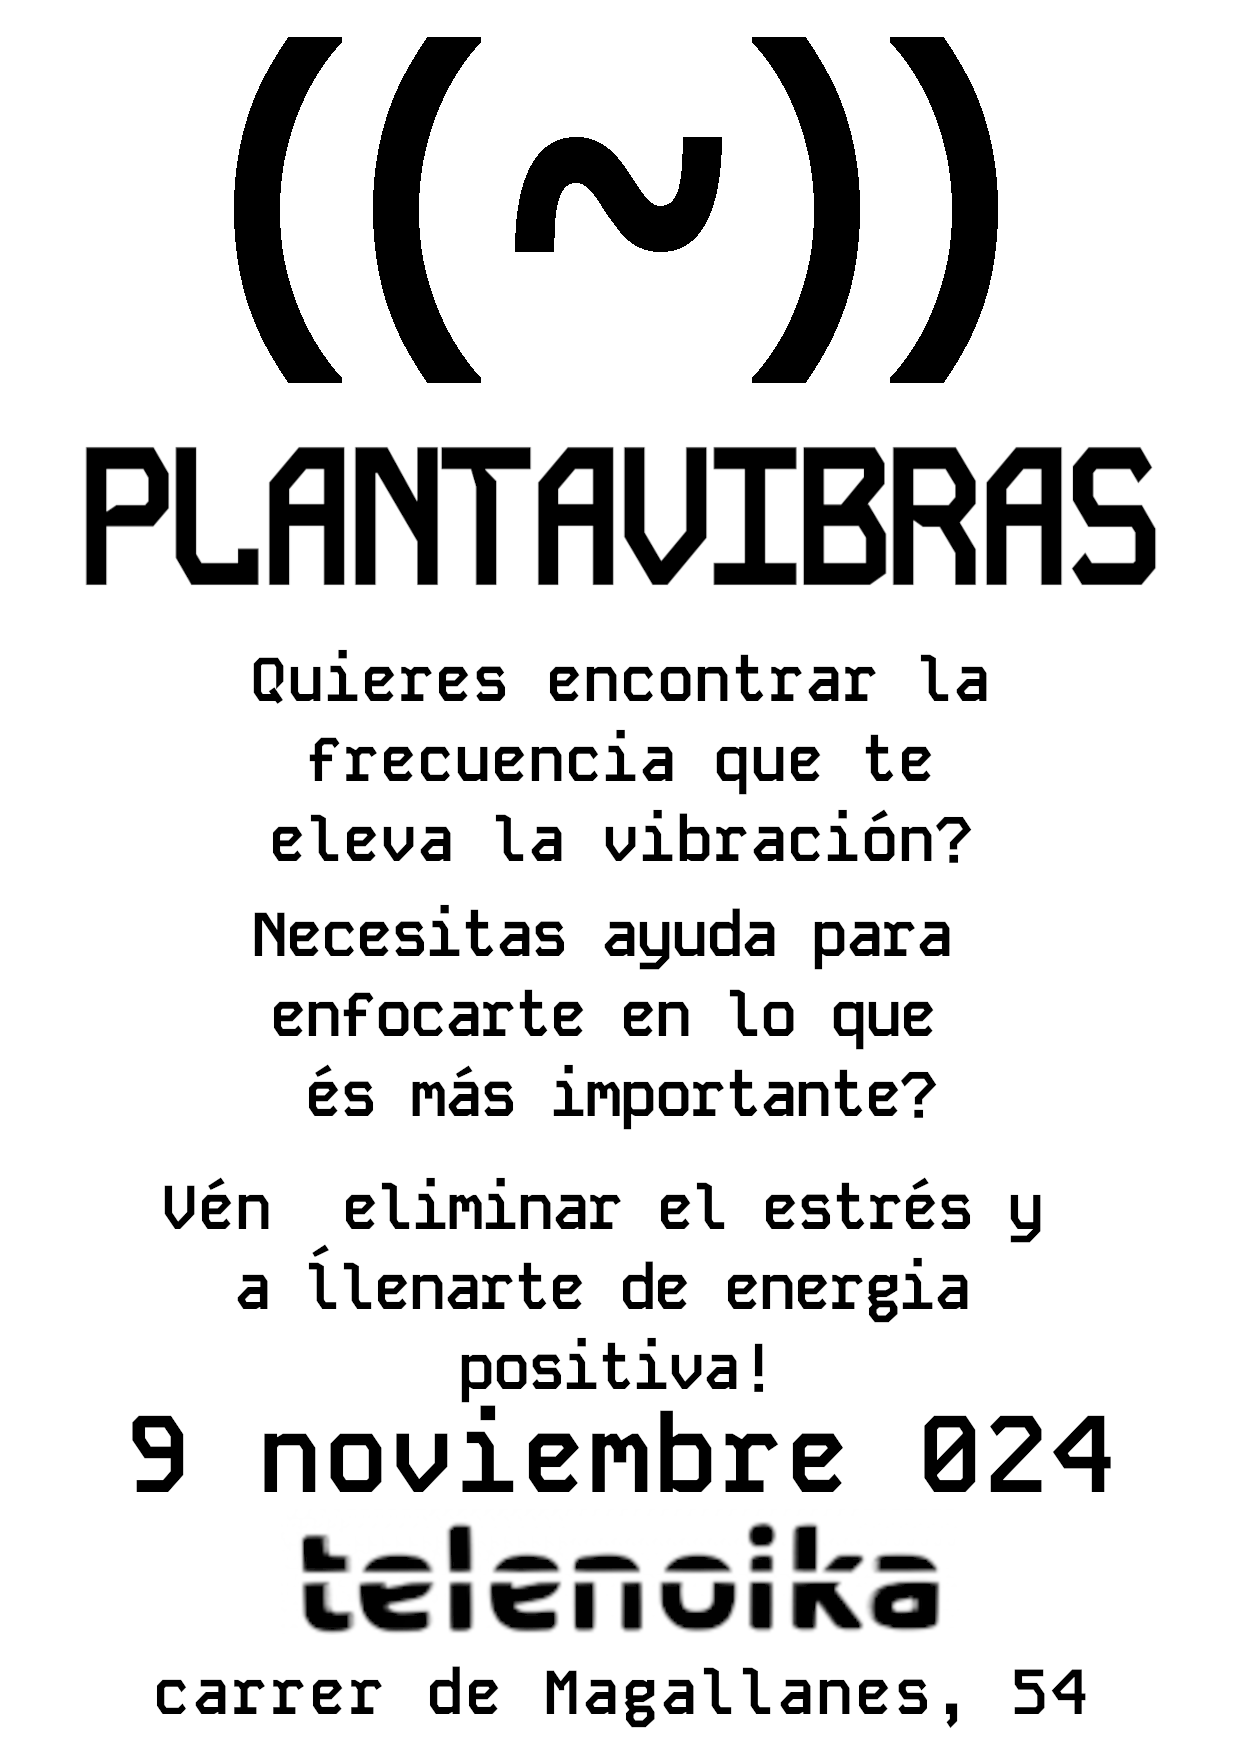 ((~))
PLANTAVIBRAS
Quieres encontrar la
frecuencia que te
eleva la vibración?
Necesitas ayuda para
enfocarte en lo que
és más importante?
Vén  eliminar el estrés y
a ĺlenarte de energia
positiva!
9 noviembre 024
telenoika
carrer de Magallanes, 54